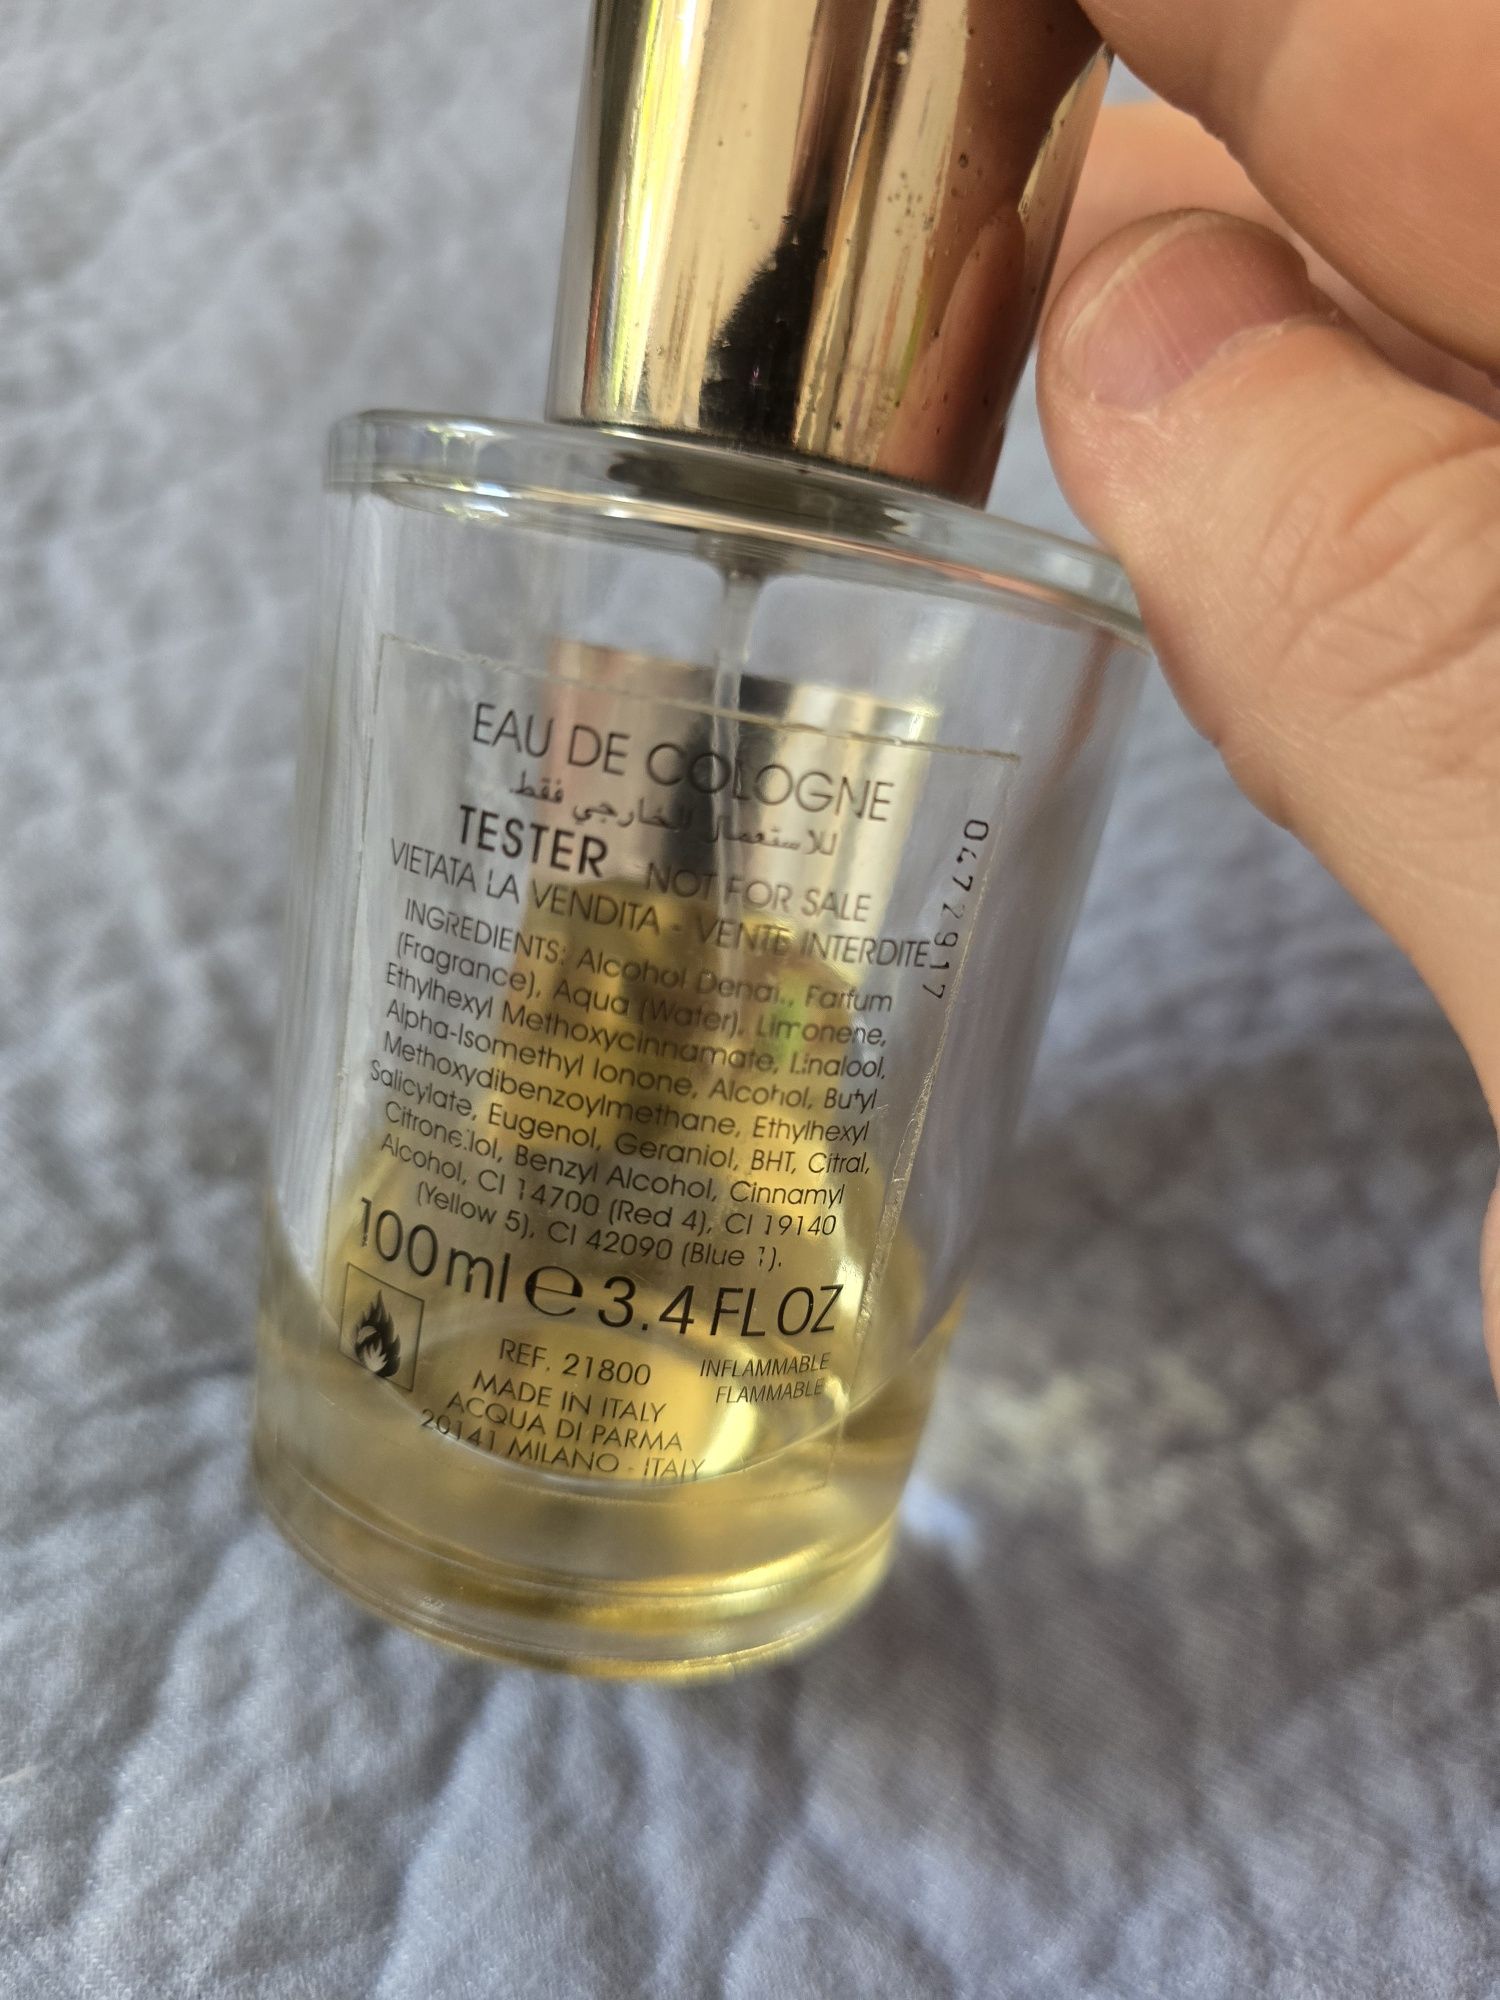 EAU DE COLOGNE
للاستعمال الخارجي فقط.
TESTER NOT FOR SALE
VIETATA LA VENDITA - VENTE INTERDITE
INGREDIENTS: Alcohol Denat., Parfum
(Fragrance), Aqua (Water), Limonene,
Ethylhexyl Methoxycinnamate, Linalool,
Alpha-Isomethyl Ionone, Alcohol, Butyl
Methoxydibenzoylmethane, Ethylhexyl
Salicylate, Eugenol, Geraniol, BHT, Citral,
Citronellol, Benzyl Alcohol, Cinnamyl
Alcohol, CI 14700 (Red 4), CI 19140
(Yellow 5), CI 42090 (Blue 1).
100ml e 3.4 FL OZ
REF. 21800
INFLAMMABLE
FLAMMABLE
MADE IN ITALY
ACQUA DI PARMA
20141 MILANO - ITALY